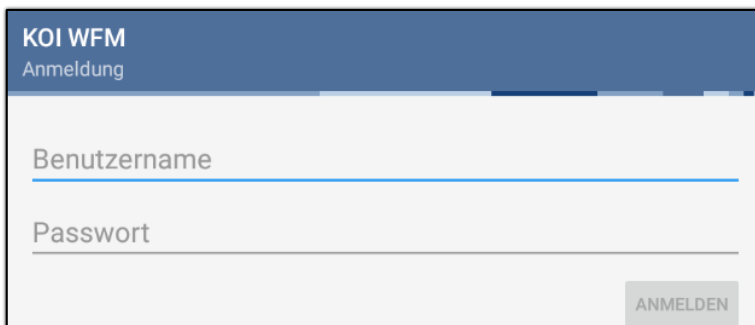 KOI WFM
Anmeldung
Benutzername
Passwort
ANMELDEN